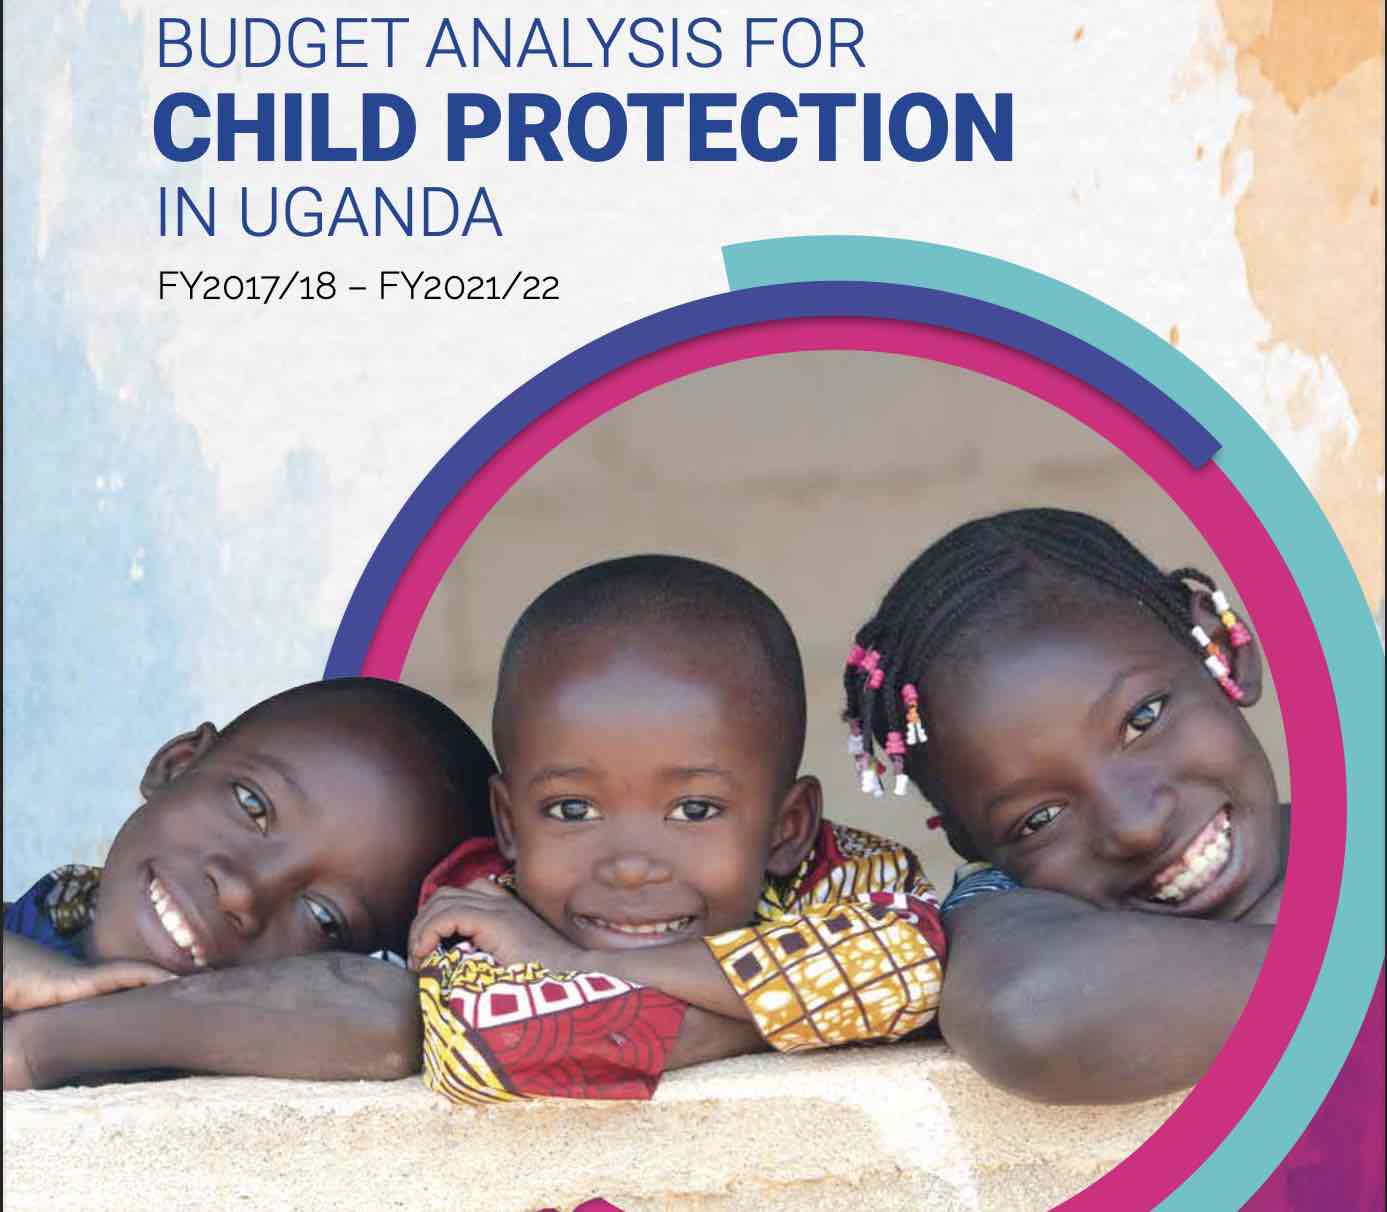 BUDGET ANALYSIS FOR
CHILD PROTECTION
IN UGANDA
FY2017/18 – FY2021/22